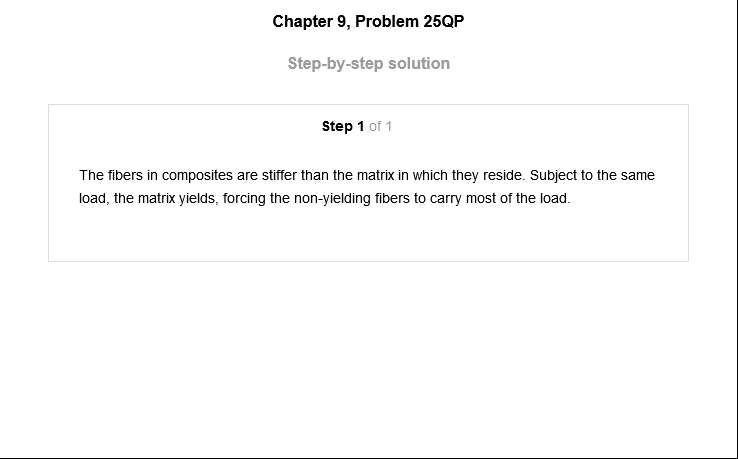 Chapter 9, Problem 25QP
Step-by-step solution
Step 1 of 1
The fibers in composites are stiffer than the matrix in which they reside. Subject to the same
load, the matrix yields, forcing the non-yielding fibers to carry most of the load.